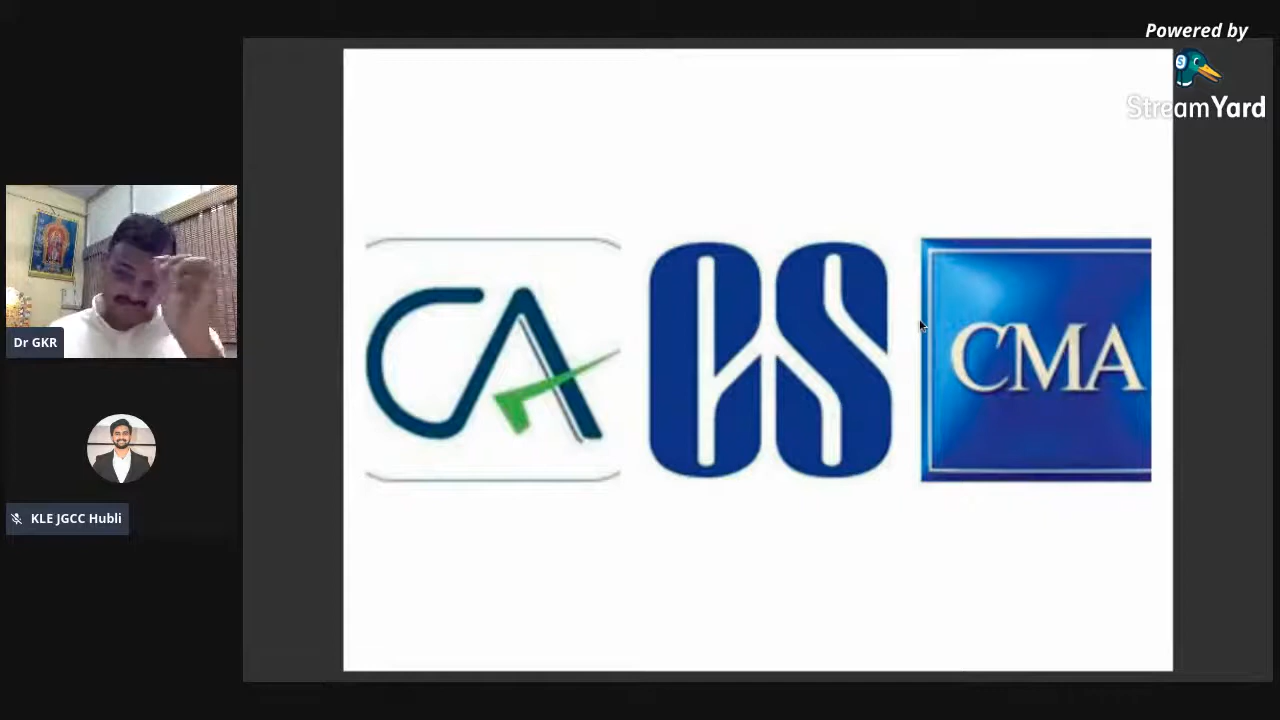 Powered by
StreamYard
CA
CS
CMA
Dr GKR
KLE JGCC Hubli